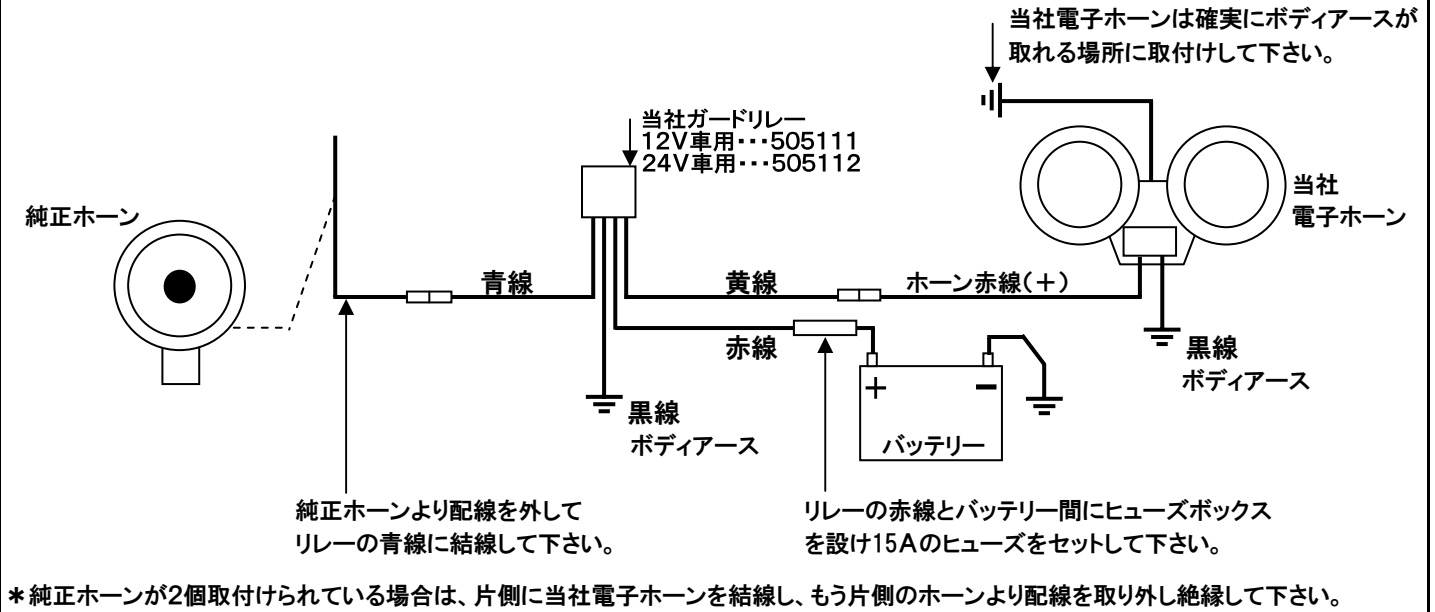 当社電子ホーンは確実にボディアースが
取れる場所に取付けして下さい。
当社ガードリレー
12V車用・・・505111
24V車用・・・505112
純正ホーン
当社
電子ホーン
青線
黄線
ホーン赤線(+)
赤線
黒線
ボディアース
+
−
バッテリー
黒線
ボディアース
純正ホーンより配線を外して
リレーの青線に結線して下さい。
リレーの赤線とバッテリー間にヒューズボックス
を設け15Aのヒューズをセットして下さい。
*純正ホーンが2個取付けられている場合は、片側に当社電子ホーンを結線し、もう片側のホーンより配線を取り外し絶縁して下さい。